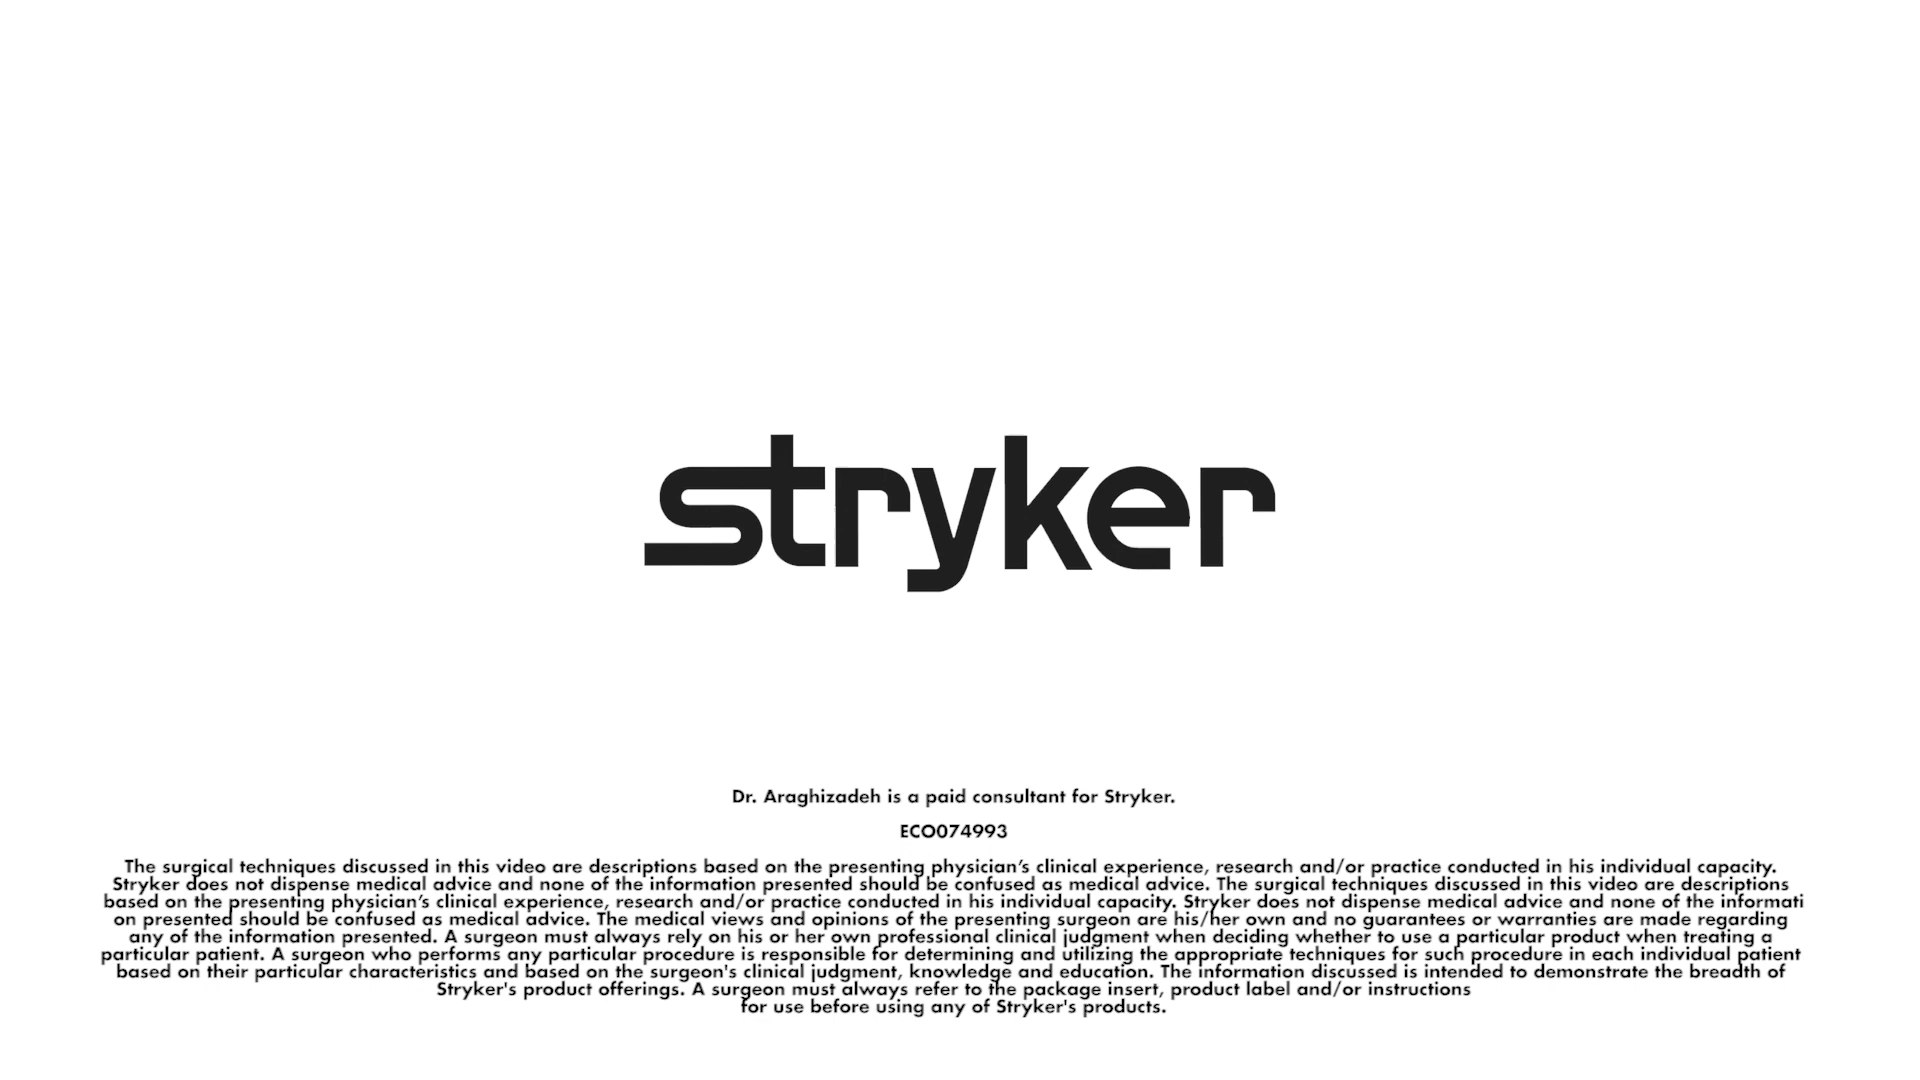 stryker
Dr. Araghizadeh is a paid consultant for Stryker.
ECO074993
The surgical techniques discussed in this video are descriptions based on the presenting physician’s clinical experience, research and/or practice conducted in his individual capacity.
Stryker does not dispense medical advice and none of the information presented should be confused as medical advice. The surgical techniques discussed in this video are descriptions
based on the presenting physician’s clinical experience, research and/or practice conducted in his individual capacity. Stryker does not dispense medical advice and none of the informati
on presented should be confused as medical advice. The medical views and opinions of the presenting surgeon are his/her own and no guarantees or warranties are made regarding
any of the information presented. A surgeon must always rely on his or her own professional clinical judgment when deciding whether to use a particular product when treating a
particular patient. A surgeon who performs any particular procedure is responsible for determining and utilizing the appropriate techniques for such procedure in each individual patient
based on their particular characteristics and based on the surgeon's clinical judgment, knowledge and education. The information discussed is intended to demonstrate the breadth of
Stryker's product offerings. A surgeon must always refer to the package insert, product label and/or instructions
for use before using any of Stryker's products.